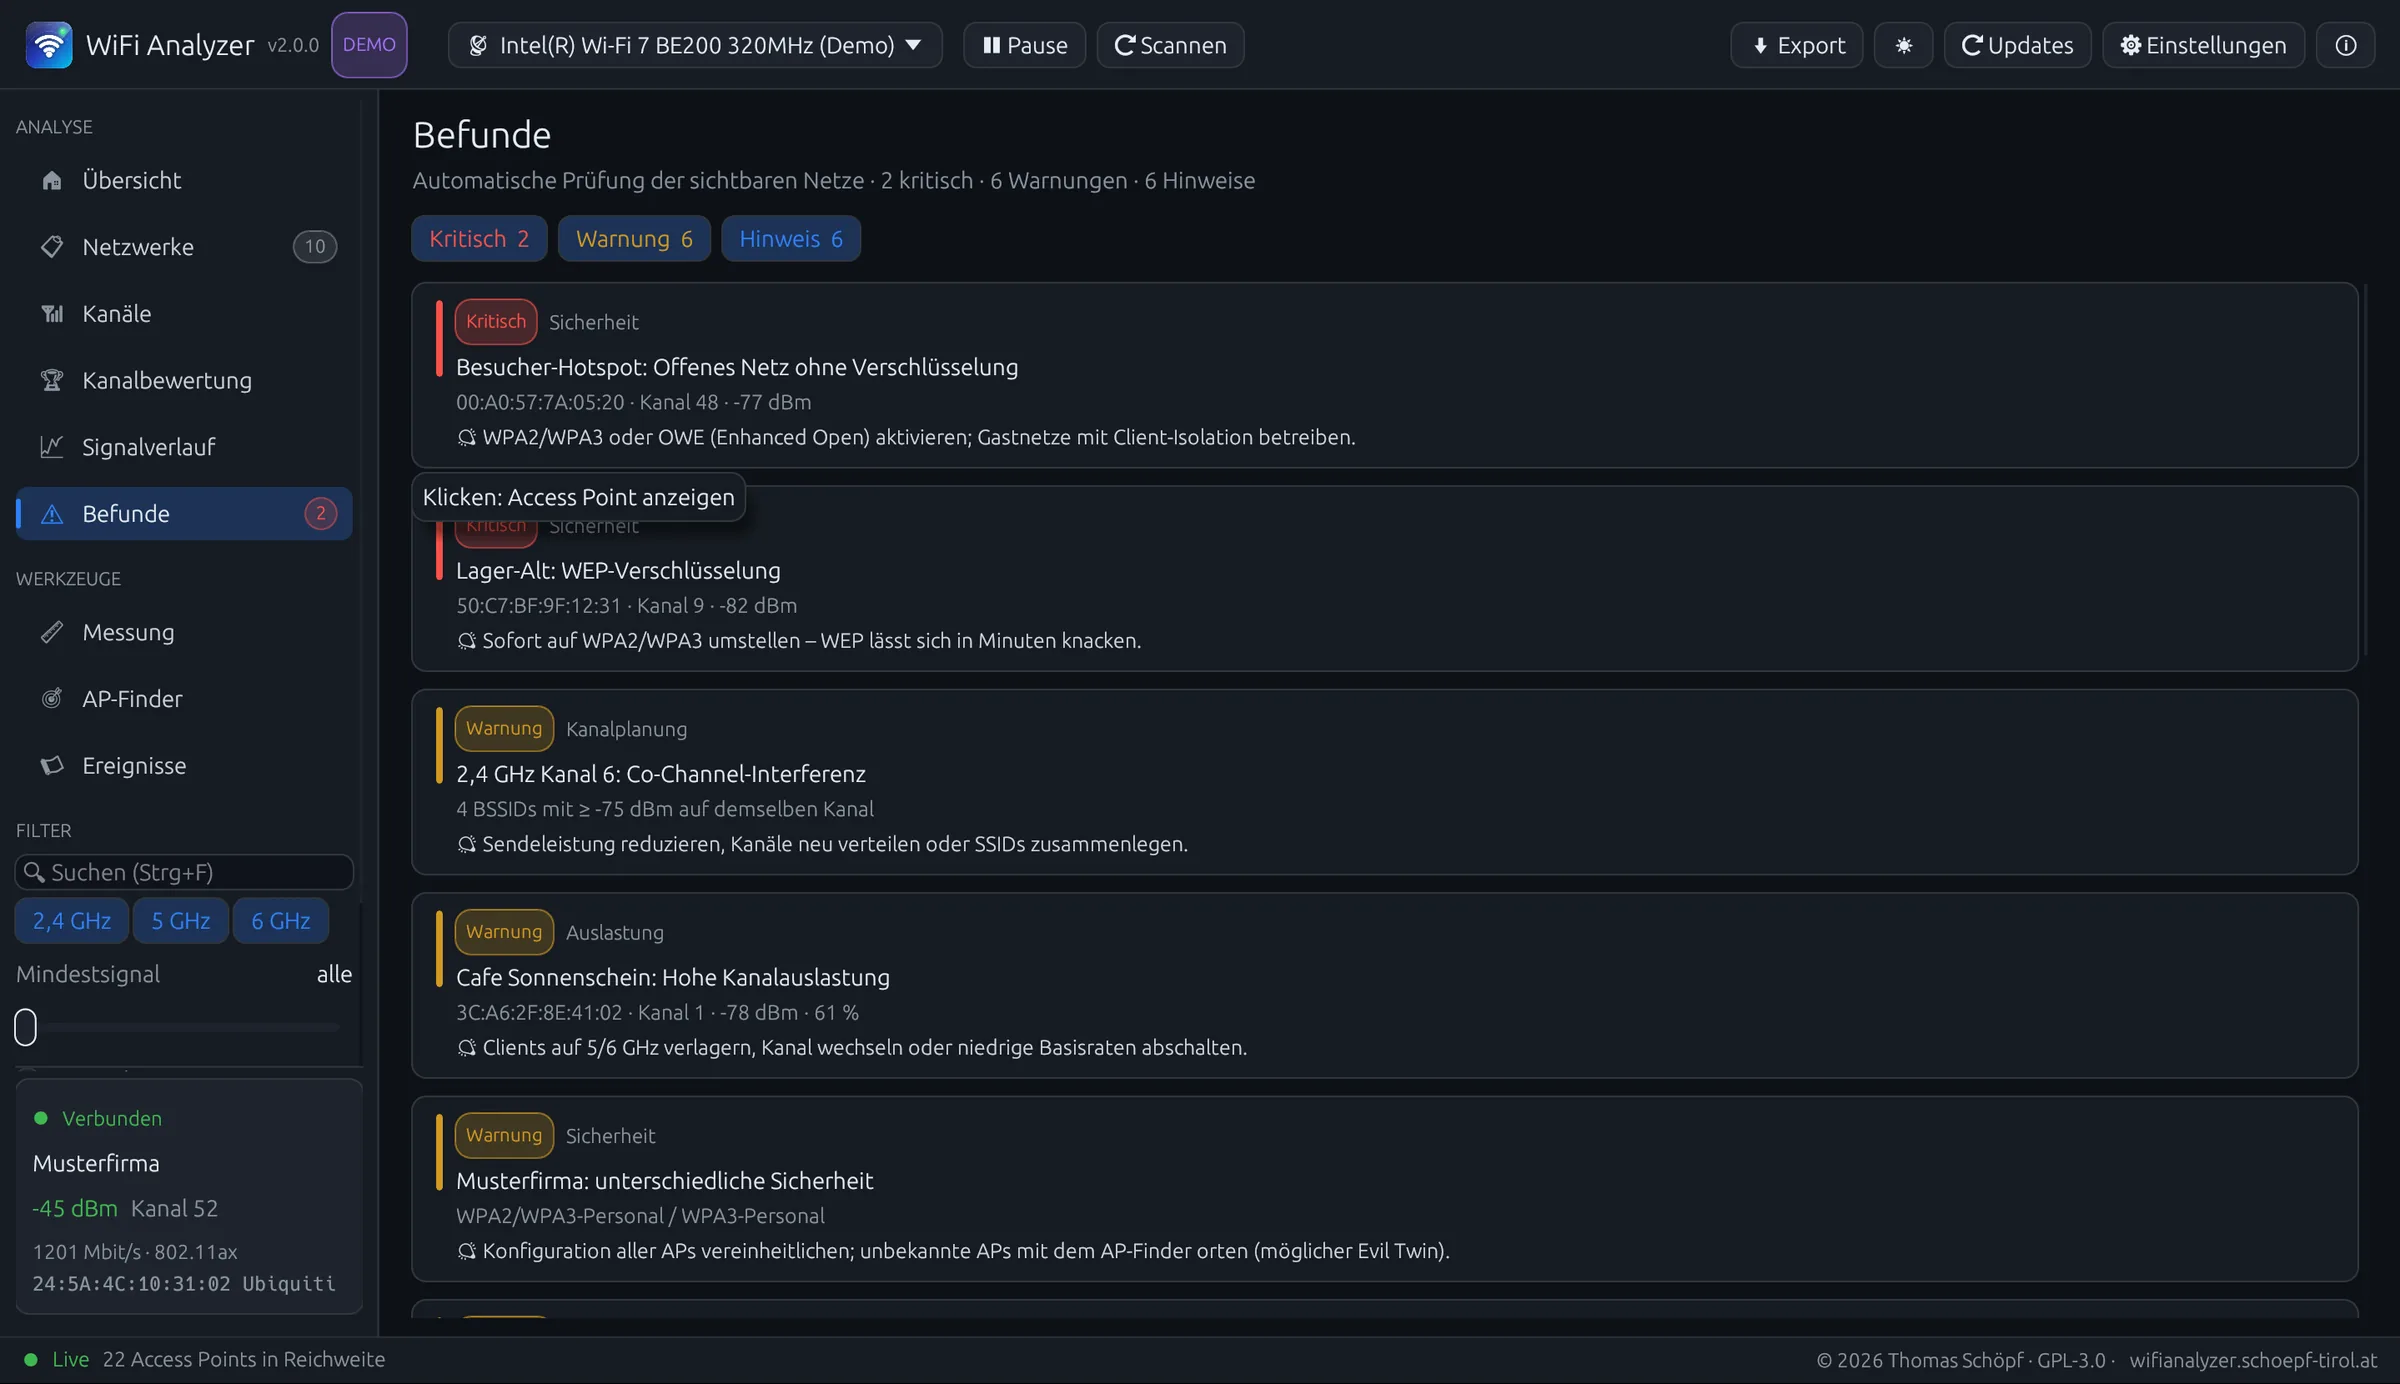 WiFi Analyzer v2.0.0 DEMO Intel(R) Wi-Fi 7 BE200 320MHz (Demo) Pause Scannen Export Updates Einstellungen
ANALYSE
Übersicht
Netzwerke 10
Kanäle
Kanalbewertung
Signalverlauf
Befunde 2
WERKZEUGE
Messung
AP-Finder
Ereignisse
FILTER
Suchen (Strg+F)
2,4 GHz 5 GHz 6 GHz
Mindestsignal alle
Verbunden
Musterfirma
-45 dBm Kanal 52
1201 Mbit/s · 802.11ax
24:5A:4C:10:31:02 Ubiquiti
Befunde
Automatische Prüfung der sichtbaren Netze · 2 kritisch · 6 Warnungen · 6 Hinweise
Kritisch 2 Warnung 6 Hinweis 6
Kritisch Sicherheit
Besucher-Hotspot: Offenes Netz ohne Verschlüsselung
00:A0:57:7A:05:20 · Kanal 48 · -77 dBm
WPA2/WPA3 oder OWE (Enhanced Open) aktivieren; Gastnetze mit Client-Isolation betreiben.
Klicken: Access Point anzeigen
Kritisch Sicherheit
Lager-Alt: WEP-Verschlüsselung
50:C7:BF:9F:12:31 · Kanal 9 · -82 dBm
Sofort auf WPA2/WPA3 umstellen – WEP lässt sich in Minuten knacken.
Warnung Kanalplanung
2,4 GHz Kanal 6: Co-Channel-Interferenz
4 BSSIDs mit ≥ -75 dBm auf demselben Kanal
Sendeleistung reduzieren, Kanäle neu verteilen oder SSIDs zusammenlegen.
Warnung Auslastung
Cafe Sonnenschein: Hohe Kanalauslastung
3C:A6:2F:8E:41:02 · Kanal 1 · -78 dBm · 61 %
Clients auf 5/6 GHz verlagern, Kanal wechseln oder niedrige Basisraten abschalten.
Warnung Sicherheit
Musterfirma: unterschiedliche Sicherheit
WPA2/WPA3-Personal / WPA3-Personal
Konfiguration aller APs vereinheitlichen; unbekannte APs mit dem AP-Finder orten (möglicher Evil Twin).
Live 22 Access Points in Reichweite
© 2026 Thomas Schöpf · GPL-3.0 · wifianalyzer.schoepf-tirol.at